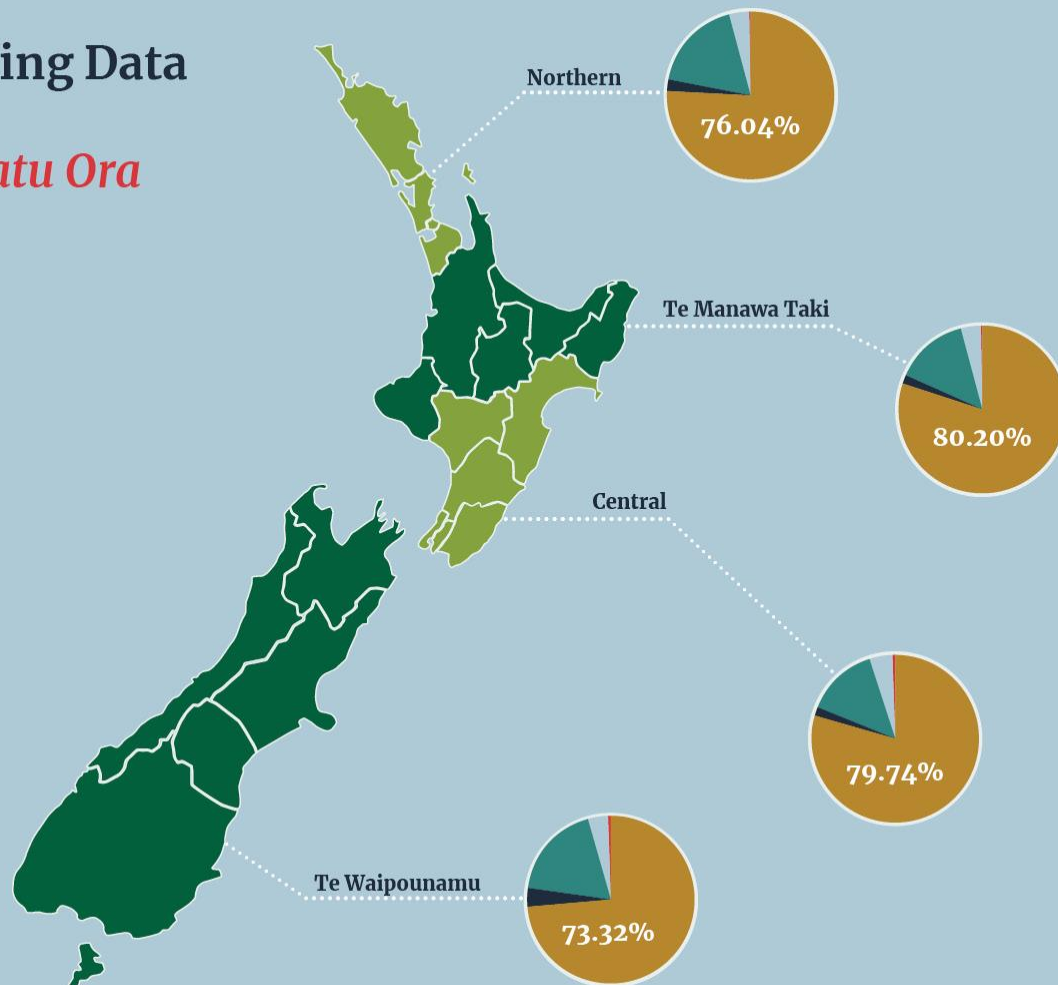 ing Data
atu Ora
Northern
76.04%
Te Manawa Taki
80.20%
Central
79.74%
Te Waipounamu
73.32%